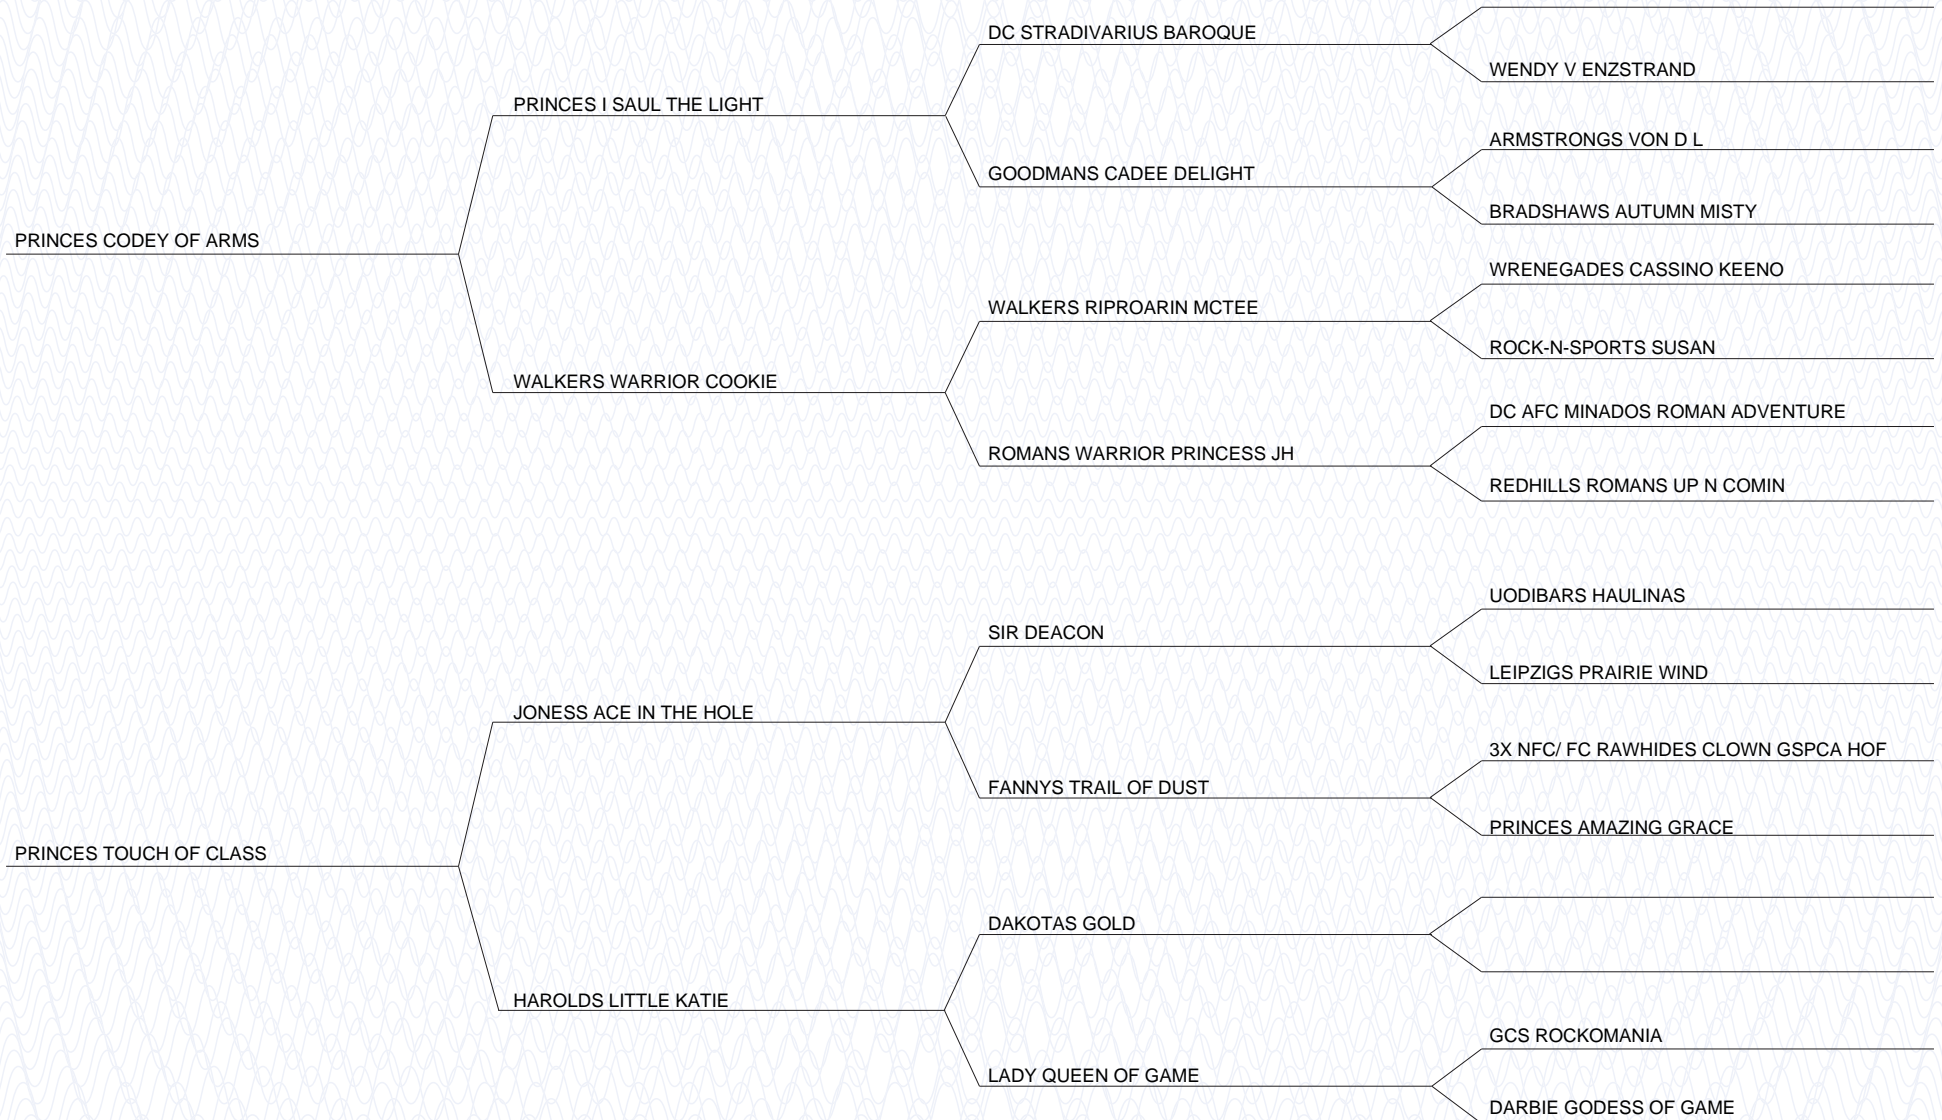 DC STRADIVARIUS BAROQUE
WENDY V ENZSTRAND
PRINCES I SAUL THE LIGHT
ARMSTRONGS VON D L
GOODMANS CADEE DELIGHT
BRADSHAWS AUTUMN MISTY
PRINCES CODEY OF ARMS
WRENEGADES CASSINO KEENO
WALKERS RIPROARIN MCTEE
ROCK-N-SPORTS SUSAN
WALKERS WARRIOR COOKIE
DC AFC MINADOS ROMAN ADVENTURE
ROMANS WARRIOR PRINCESS JH
REDHILLS ROMANS UP N COMIN
UODIBARS HAULINAS
SIR DEACON
LEIPZIGS PRAIRIE WIND
JONESS ACE IN THE HOLE
3X NFC/ FC RAWHIDES CLOWN GSPCA HOF
FANNYS TRAIL OF DUST
PRINCES AMAZING GRACE
PRINCES TOUCH OF CLASS
DAKOTAS GOLD
HAROLDS LITTLE KATIE
GCS ROCKOMANIA
LADY QUEEN OF GAME
DARBIE GODESS OF GAME